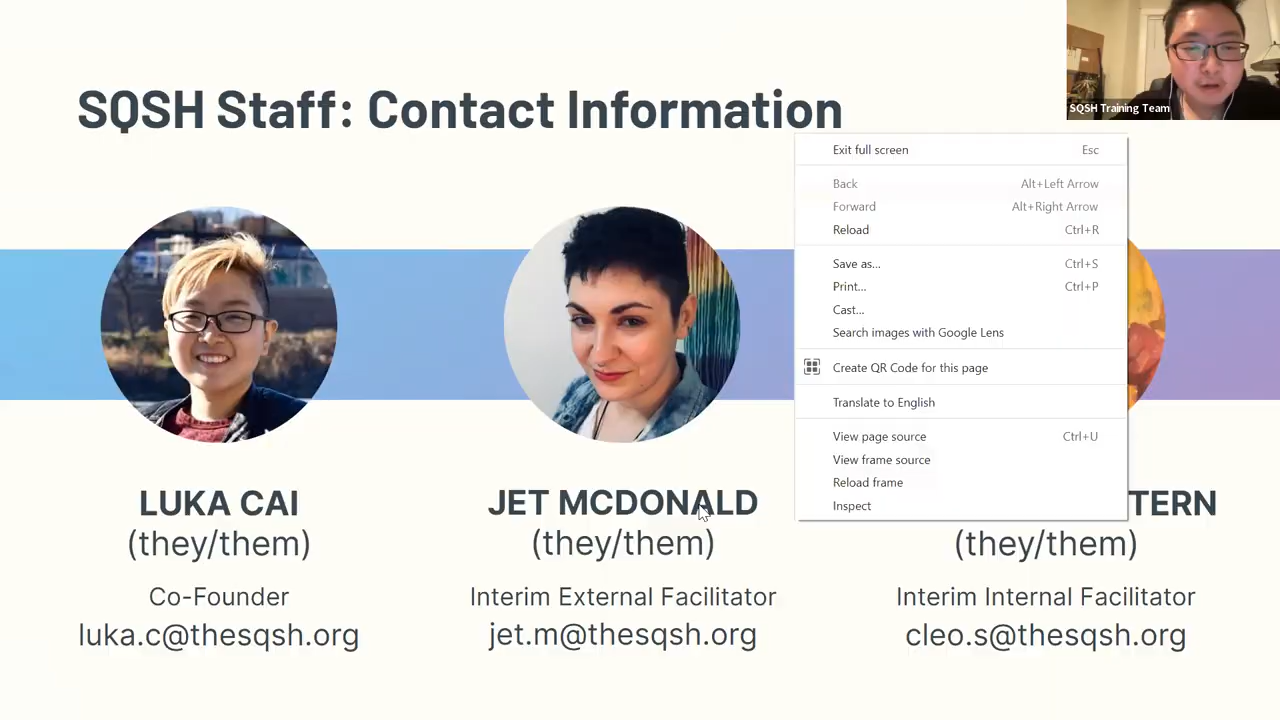 SQSH Training Team
SQSH Staff: Contact Information
Exit full screen Esc
Back Alt+Left Arrow
Forward Alt+Right Arrow
Reload Ctrl+R
Save as... Ctrl+S
Print... Ctrl+P
Cast...
Search images with Google Lens
Create QR Code for this page
Translate to English
View page source Ctrl+U
View frame source
Reload frame
Inspect
LUKA CAI
(they/them)
Co-Founder
luka.c@thesqsh.org
JET MCDONALD
(they/them)
Interim External Facilitator
jet.m@thesqsh.org
TERN
(they/them)
Interim Internal Facilitator
cleo.s@thesqsh.org